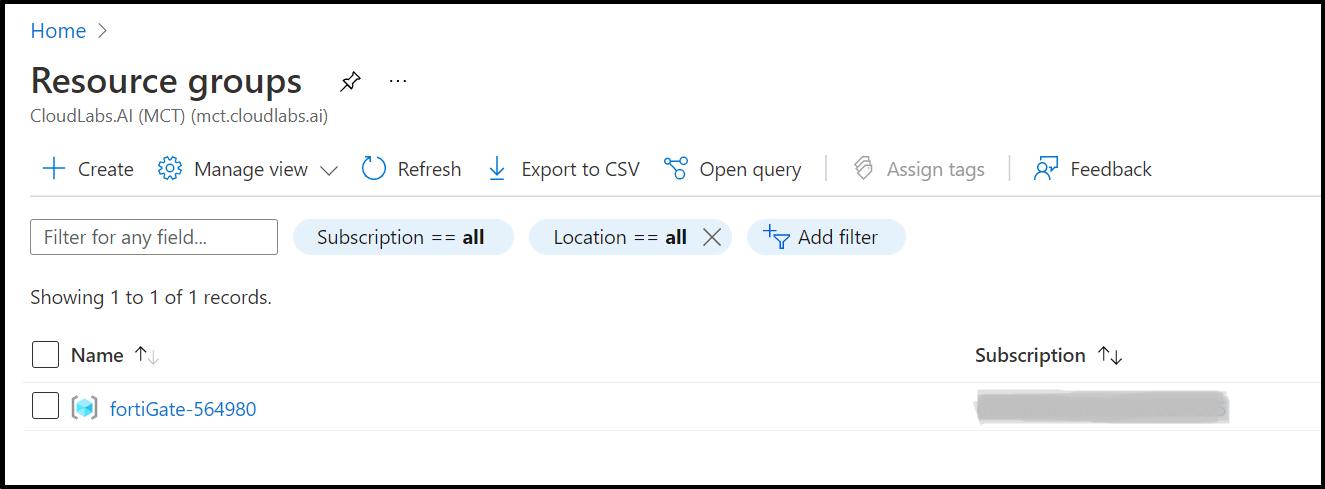 Home
Resource groups
CloudLabs.AI (MCT) (mct.cloudlabs.ai)
Create Manage view Refresh Export to CSV Open query Assign tags Feedback
Filter for any field... Subscription == all Location == all Add filter
Showing 1 to 1 of 1 records.
Name Subscription
fortiGate-564980